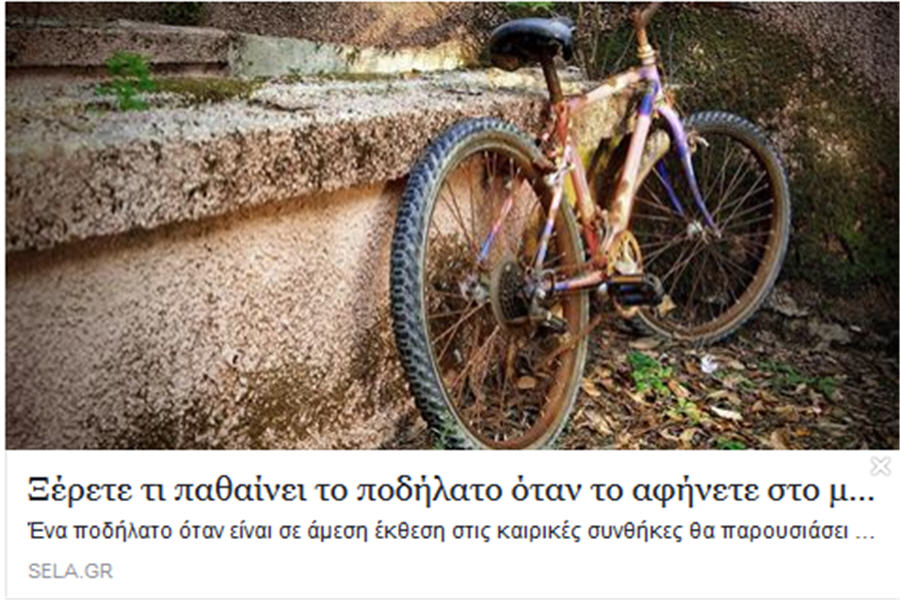 Ξέρετε τι παθαίνει το ποδήλατο όταν το αφήνετε στο μ...
Ένα ποδήλατο όταν είναι σε άμεση έκθεση στις καιρικές συνθήκες θα παρουσιάσει ...
SELA.GR